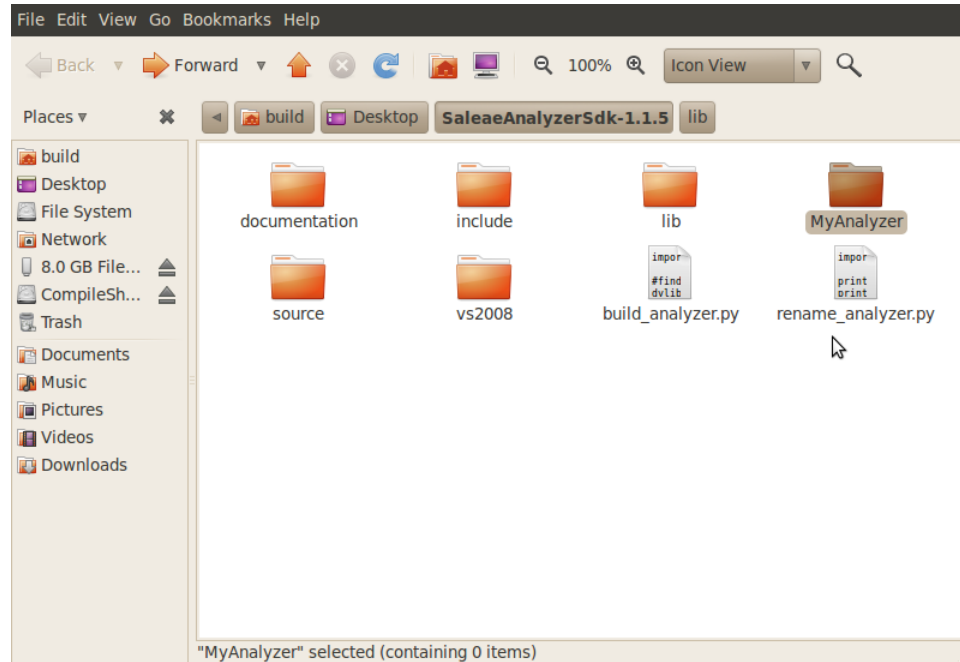 File Edit View Go Bookmarks Help
Back Forward 100% Icon View
Places build Desktop SaleaeAnalyzerSdk-1.1.5 lib
build
Desktop
File System
Network
8.0 GB File...
CompileSh...
Trash
Documents
Music
Pictures
Videos
Downloads
documentation include lib MyAnalyzer
impor impor
#find print
dylib print
source vs2008 build_analyzer.py rename_analyzer.py
"MyAnalyzer" selected (containing 0 items)